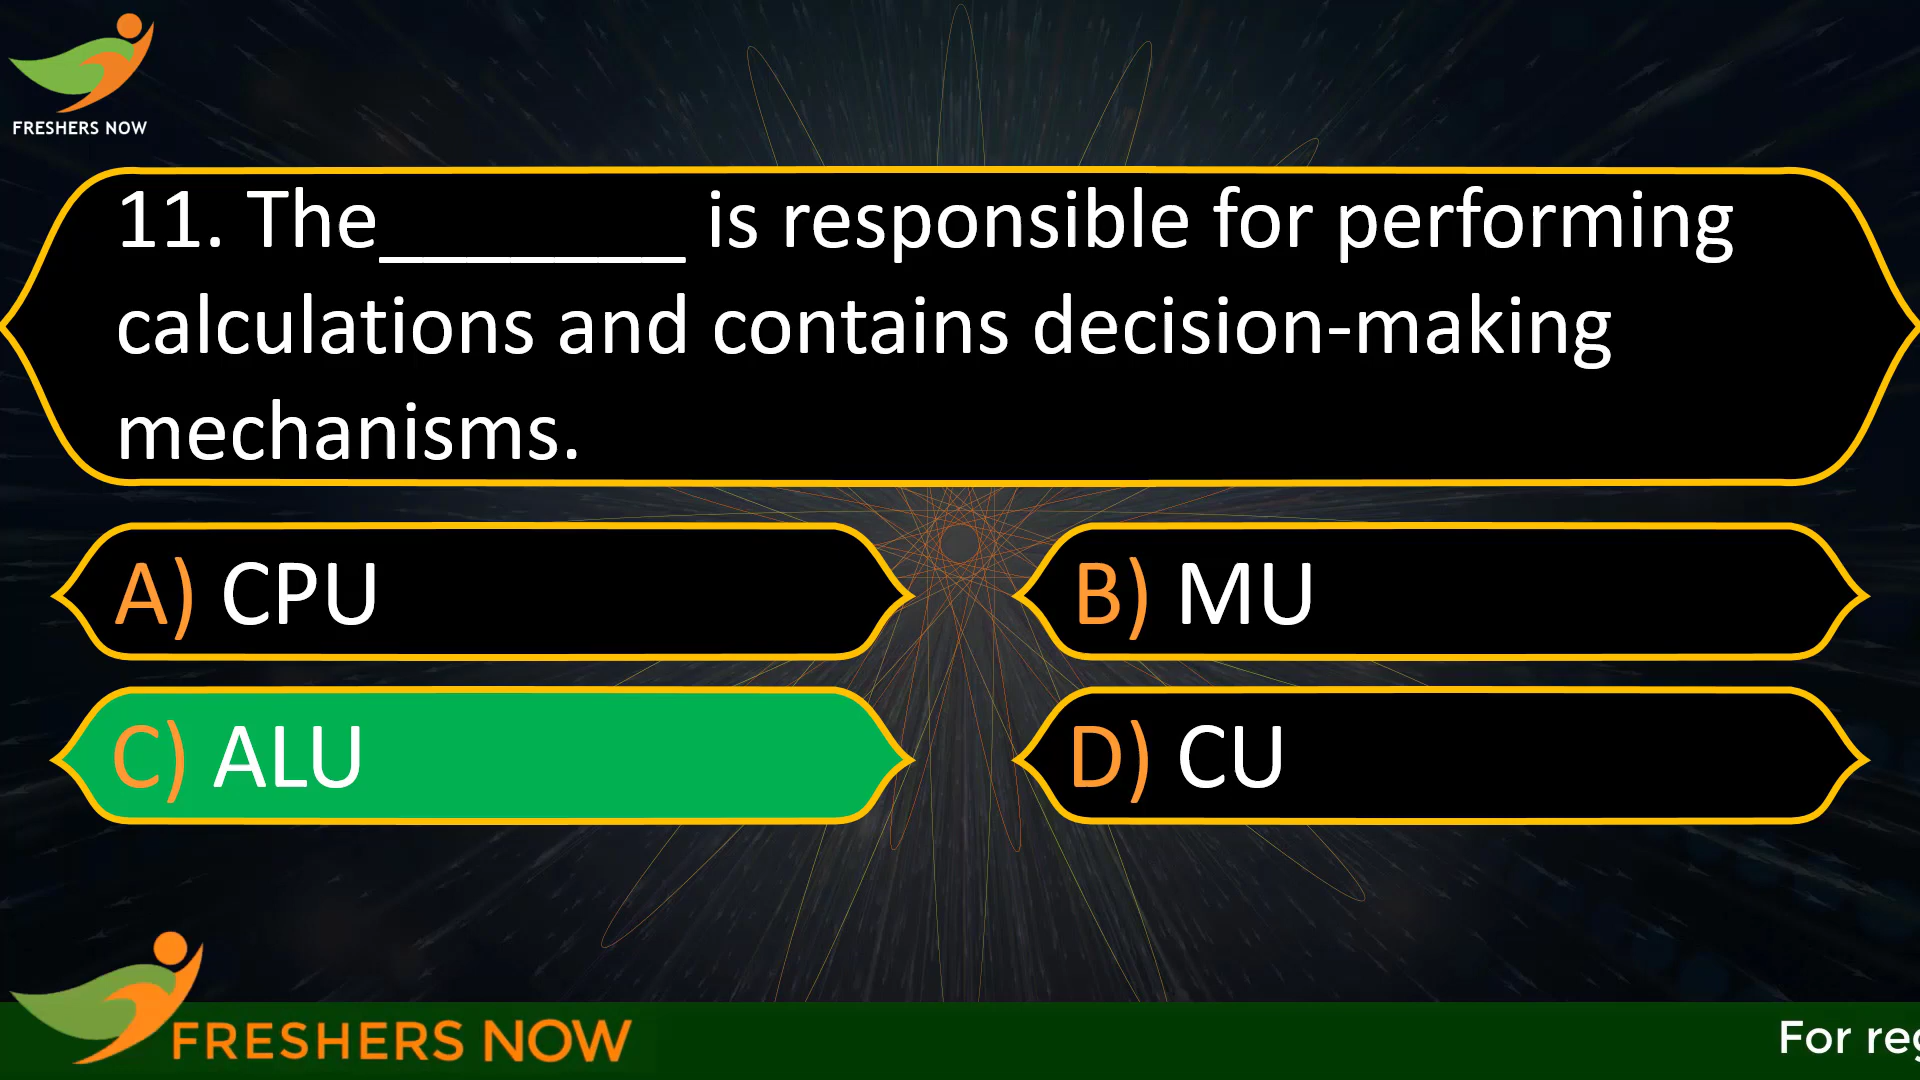 FRESHERS NOW
11. The_______ is responsible for performing
calculations and contains decision-making
mechanisms.
A) CPU
B) MU
C) ALU
D) CU
FRESHERS NOW
For reg